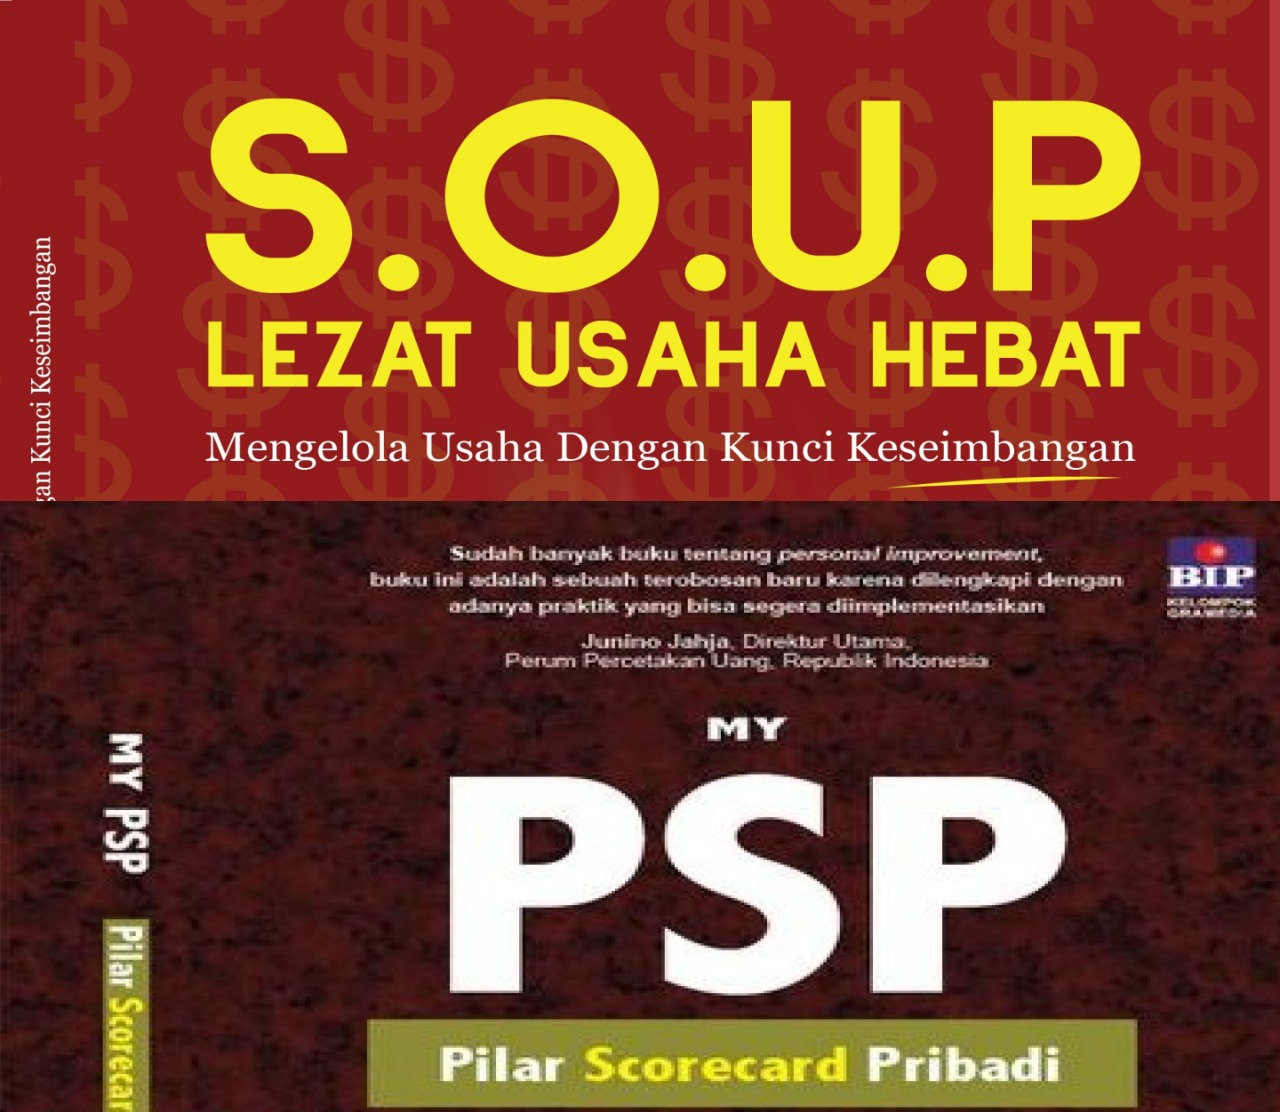 S.O.U.P
LEZAT USAHA HEBAT
Mengelola Usaha Dengan Kunci Keseimbangan
Kunci Keseimbangan
Sudah banyak buku tentang personal improvement,
buku ini adalah sebuah terobosan baru karena dilengkapi dengan
adanya praktik yang bisa segera diimplementasikan
Junino Jahja, Direktur Utama,
Perum Percetakan Uang, Republik Indonesia
BIP
KELOMPOK
GRAMEDIA
MY
PSP
Pilar Scorecard Pribadi
MY PSP Pilar Scorecar